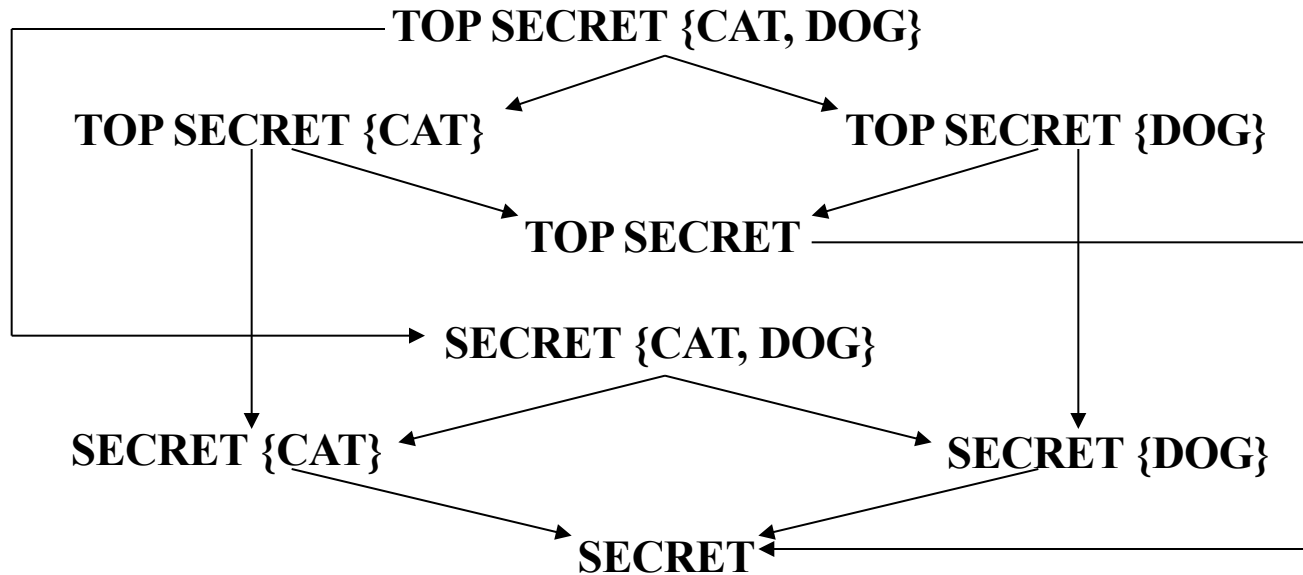 TOP SECRET {CAT, DOG}
TOP SECRET {CAT}
TOP SECRET {DOG}
TOP SECRET
SECRET {CAT, DOG}
SECRET {CAT}
SECRET {DOG}
SECRET